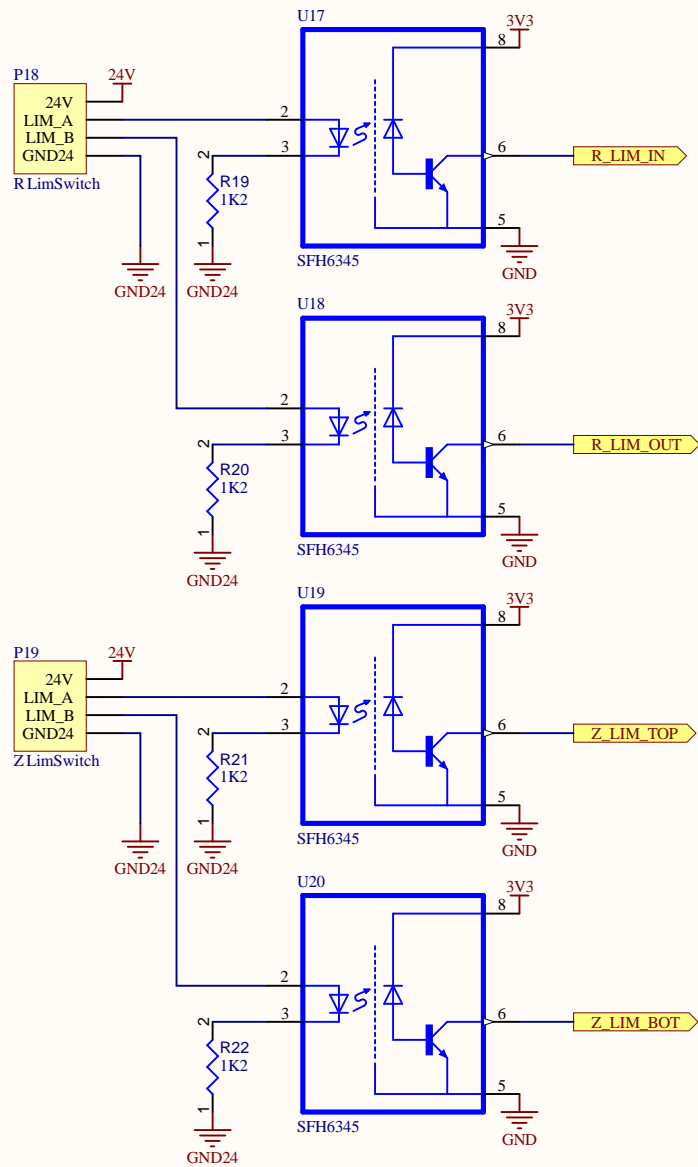 U17
3V3
8
P18
24V
24V
LIM_A
LIM_B
GND24
R LimSwitch
2
3
2
R19
1K2
1
GND24
GND24
6
R_LIM_IN
5
GND
SFH6345
U18
3V3
8
2
3
2
R20
1K2
1
GND24
6
R_LIM_OUT
5
GND
SFH6345
U19
3V3
8
P19
24V
24V
LIM_A
LIM_B
GND24
Z LimSwitch
2
3
2
R21
1K2
1
GND24
GND24
6
Z_LIM_TOP
5
GND
SFH6345
U20
3V3
8
2
3
2
R22
1K2
1
GND24
6
Z_LIM_BOT
5
GND
SFH6345